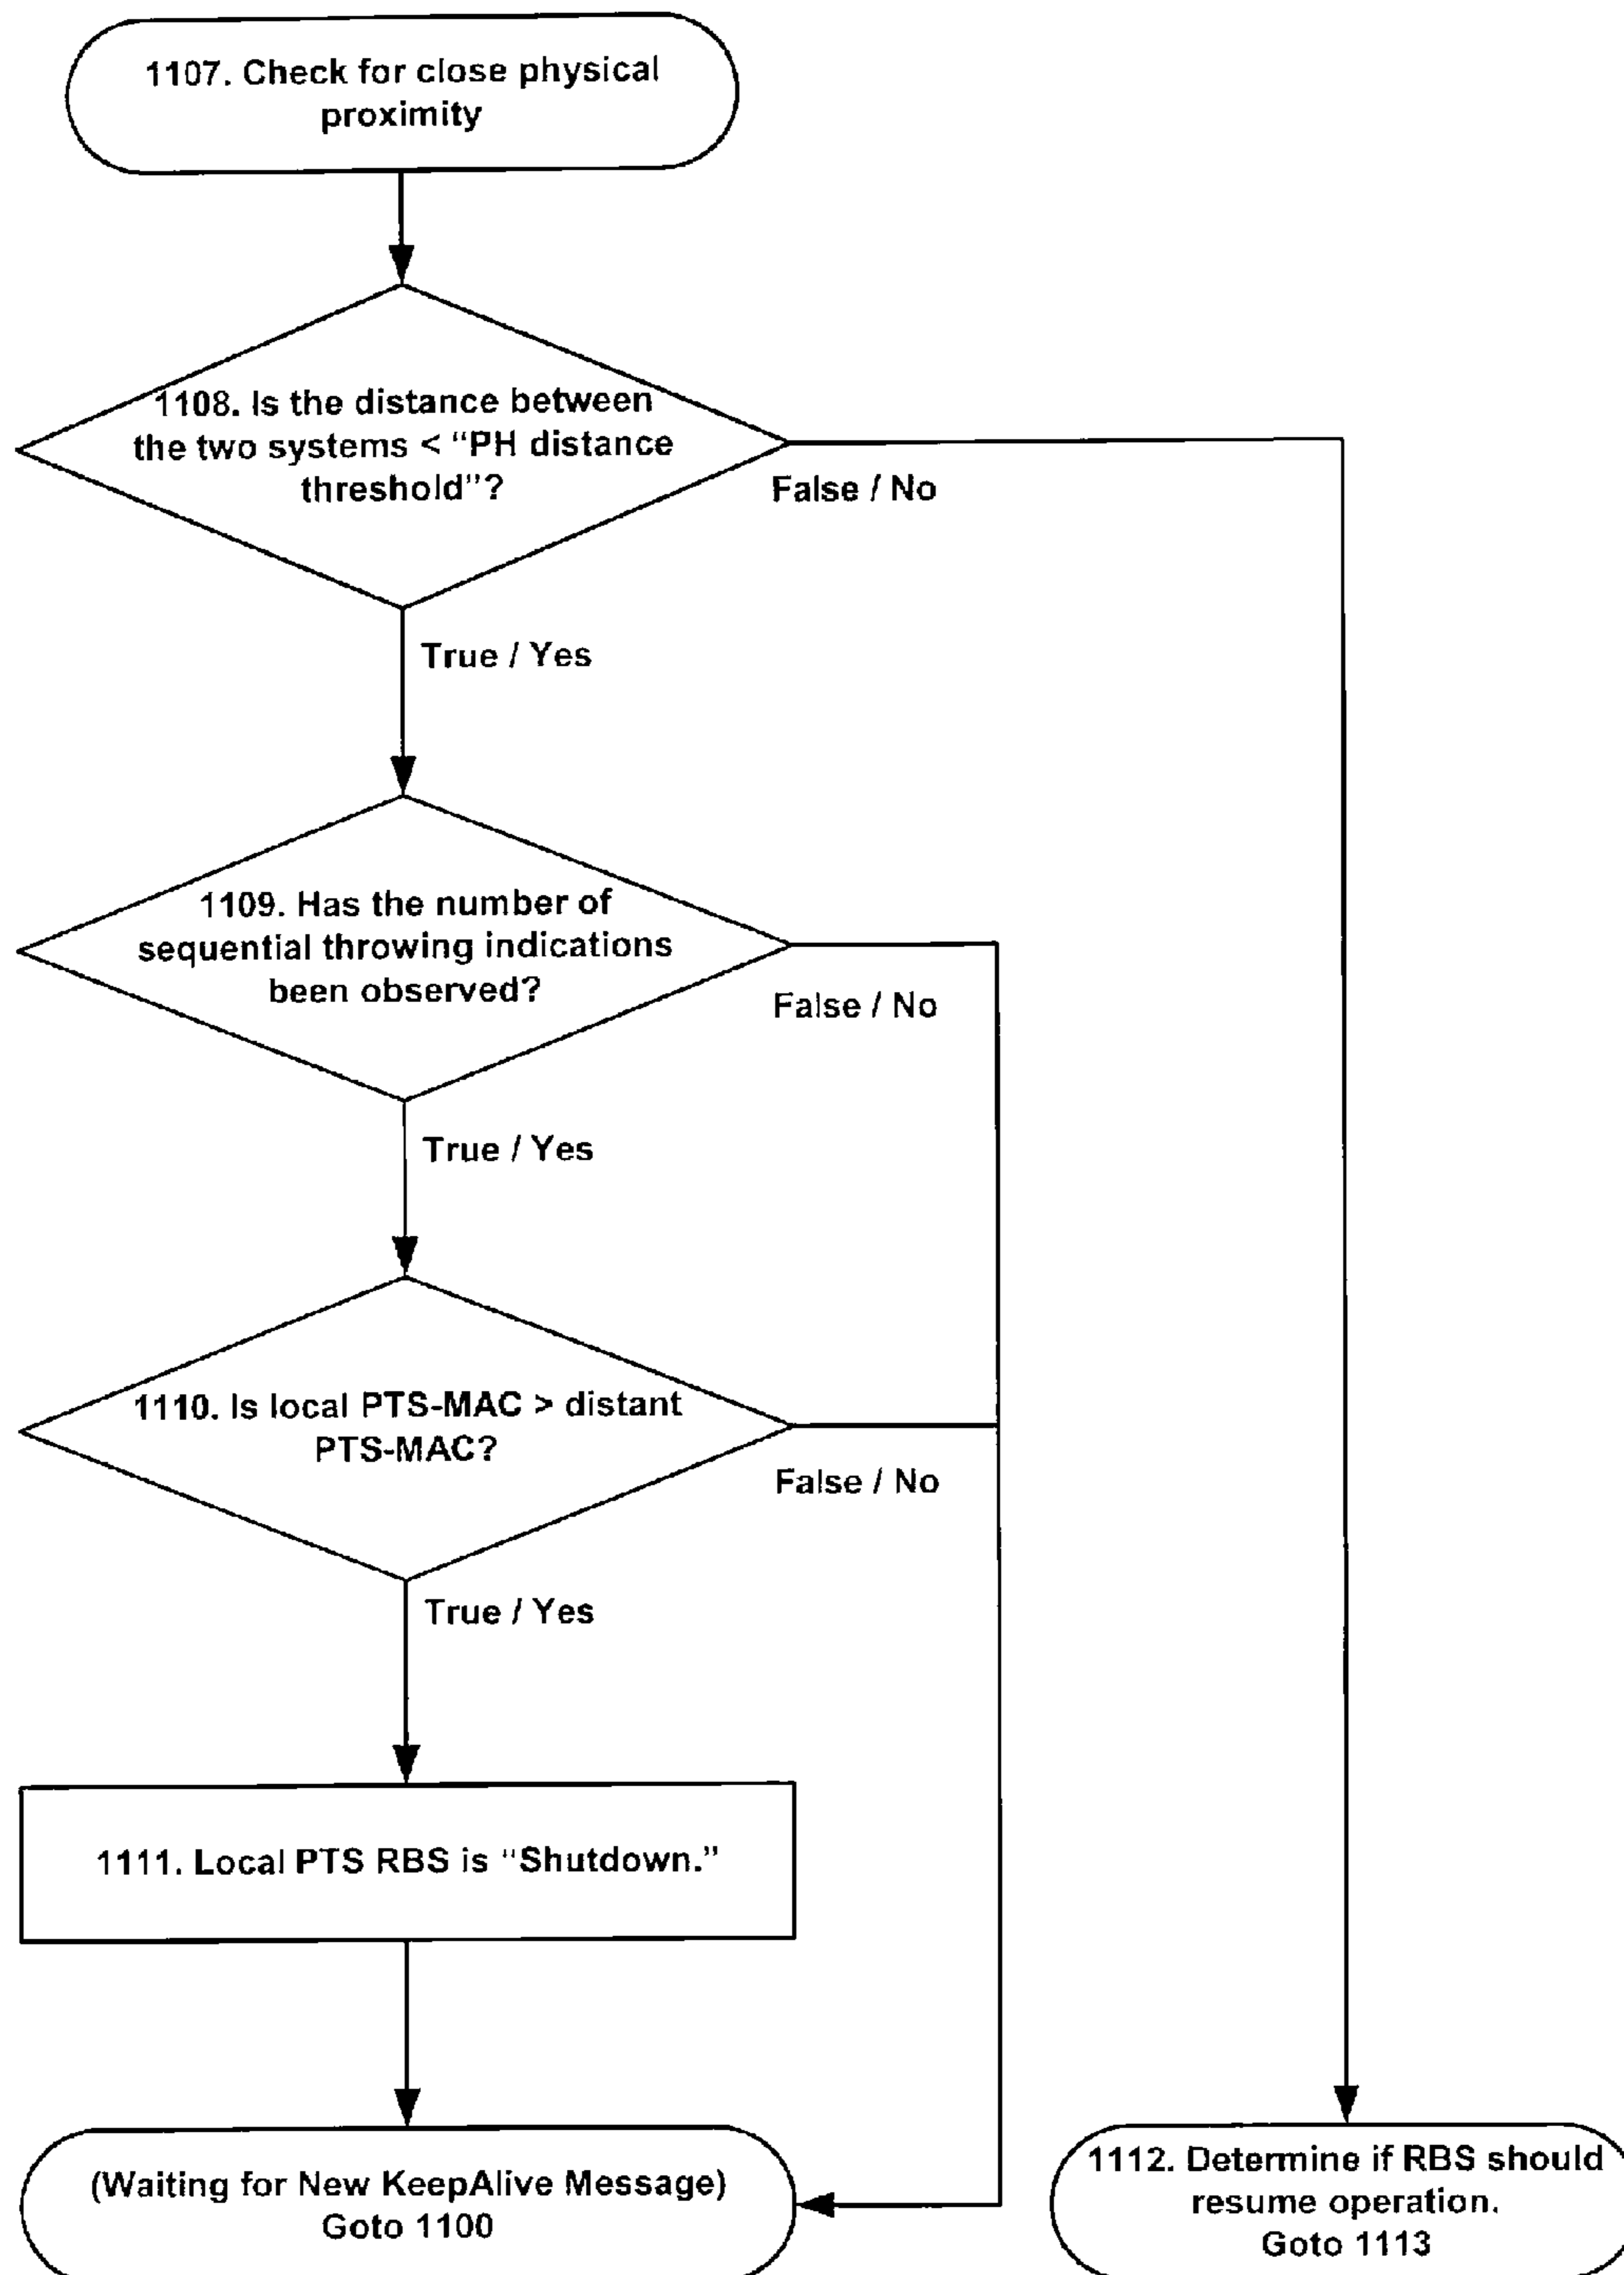 1107. Check for close physical
proximity
1108. Is the distance between
the two systems < “PH distance
threshold”?
False / No
True / Yes
1109. Has the number of
sequential throwing indications
been observed?
False / No
True / Yes
1110. Is local PTS-MAC > distant
PTS-MAC?
False / No
True / Yes
1111. Local PTS RBS is “Shutdown.”
(Waiting for New KeepAlive Message)
Goto 1100
1112. Determine if RBS should
resume operation.
Goto 1113